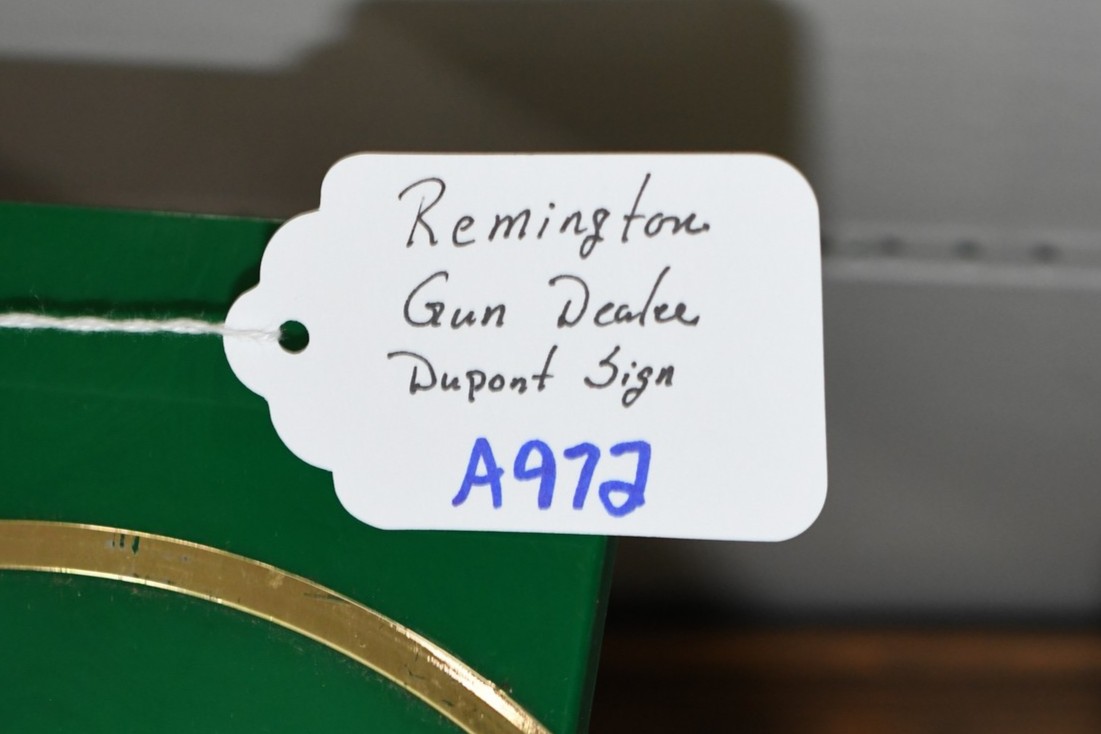 Remington
Gun Dealer
Dupont Sign
A972